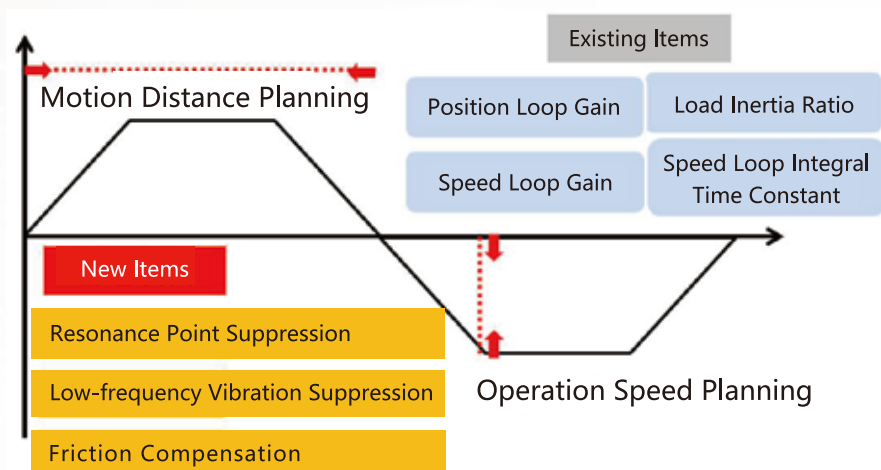 Existing Items
Motion Distance Planning
Position Loop Gain
Load Inertia Ratio
Speed Loop Gain
Speed Loop Integral
Time Constant
New Items
Resonance Point Suppression
Low-frequency Vibration Suppression
Operation Speed Planning
Friction Compensation